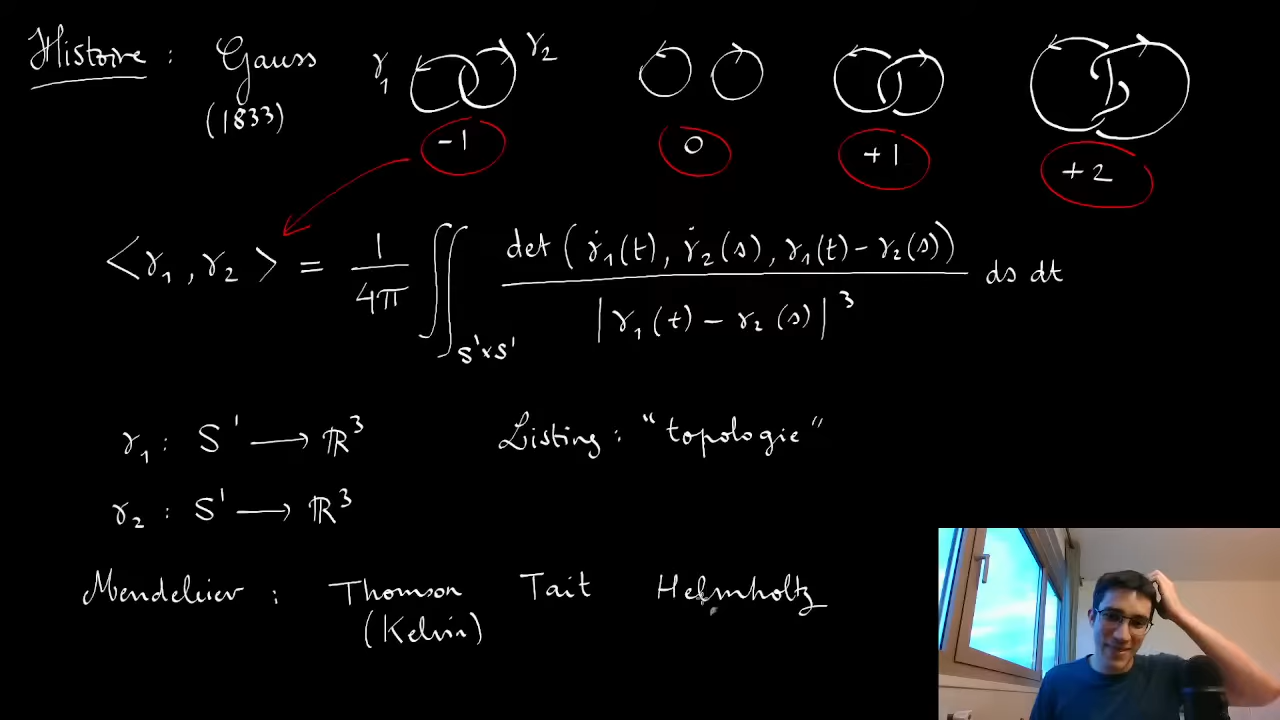 Histoire : Gauss γ₁ γ₂
(1833)
-1 0 +1 +2
<γ₁, γ₂> = 1/4π ∬_{S¹×S¹} det(γ̇₁(t), γ̇₂(s), γ₁(t) - γ₂(s)) / |γ₁(t) - γ₂(s)|³ ds dt
γ₁ : S¹ ⟶ ℝ³ Listing : "topologie"
γ₂ : S¹ ⟶ ℝ³
Mendeleiev : Thomson Tait Helmholtz
(Kelvin)